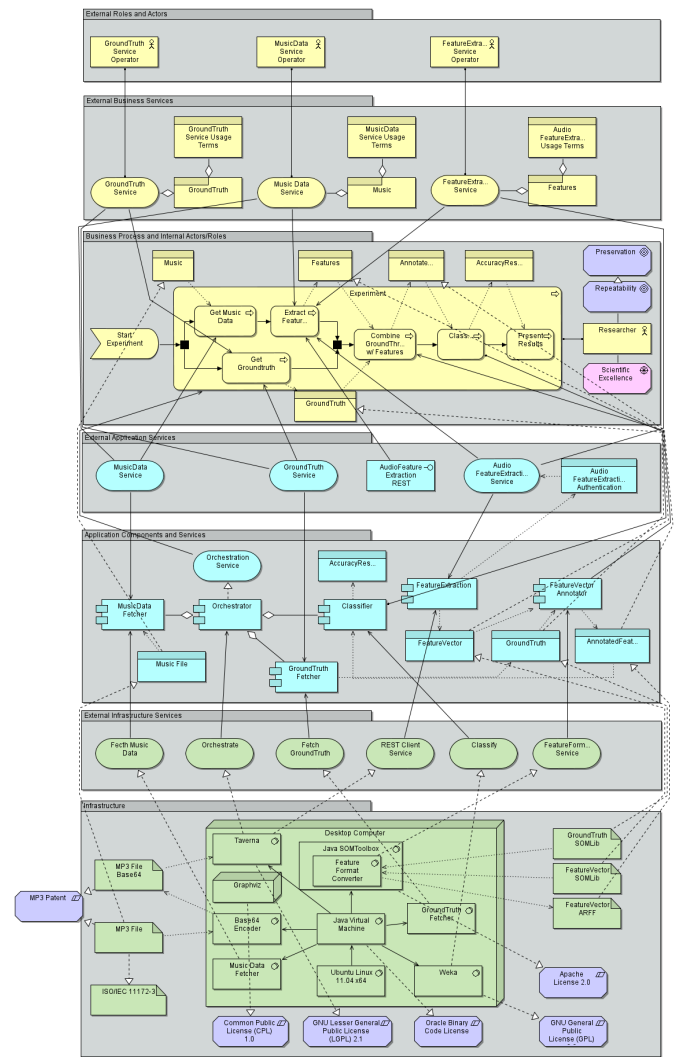 External Roles and Actors
GroundTruth
Service
Operator
MusicData
Service
Operator
FeatureExtra...
Service
Operator
External Business Services
GroundTruth
Service Usage
Terms
MusicData
Service Usage
Terms
Audio
FeatureExtra...
Usage Terms
GroundTruth
Service
GroundTruth
Music Data
Service
Music
FeatureExtra...
Service
Features
Business Process and Internal Actors/Roles
Music
Features
Annotate...
AccuracyRes...
Preservation
Repeatability
Researcher
Scientific
Excellence
Experiment
Start
Experiment
Get Music
Data
Extract
Featur...
Get
Groundtruth
Combine
GroundThr...
w/ Features
Classi...
Present
Results
GroundTruth
External Application Services
MusicData
Service
GroundTruth
Service
AudioFeature
Extraction
REST
Audio
FeatureExtracti...
Service
Audio
FeatureExtracti...
Authentication
Application Components and Services
Orchestration
Service
AccuracyRes...
FeatureExtraction
FeatureVector
Annotator
MusicData
Fetcher
Orchestrator
Classifier
Music File
GroundTruth
Fetcher
FeatureVector
GroundTruth
AnnotatedFeat...
External Infrastructure Services
Fecth Music
Data
Orchestrate
Fetch
GroundTruth
REST Client
Service
Classify
FeatureForm...
Service
Infrastructure
Desktop Computer
Taverna
Java SOMToolbox
Feature
Format
Converter
GroundTruth
SOMLib
MP3 File
Base64
Graphviz
FeatureVector
SOMLib
MP3 Patent
FeatureVector
ARFF
MP3 File
Base64
Encoder
Java Virtual
Machine
GroundTruth
Fetcher
ISO/IEC 11172-3
Music Data
Fetcher
Ubuntu Linux
11.04 x64
Weka
Apache
License 2.0
Common Public
License (CPL)
1.0
GNU Lesser General
Public License
(LGPL) 2.1
Oracle Binary
Code License
GNU General
Public
License (GPL)